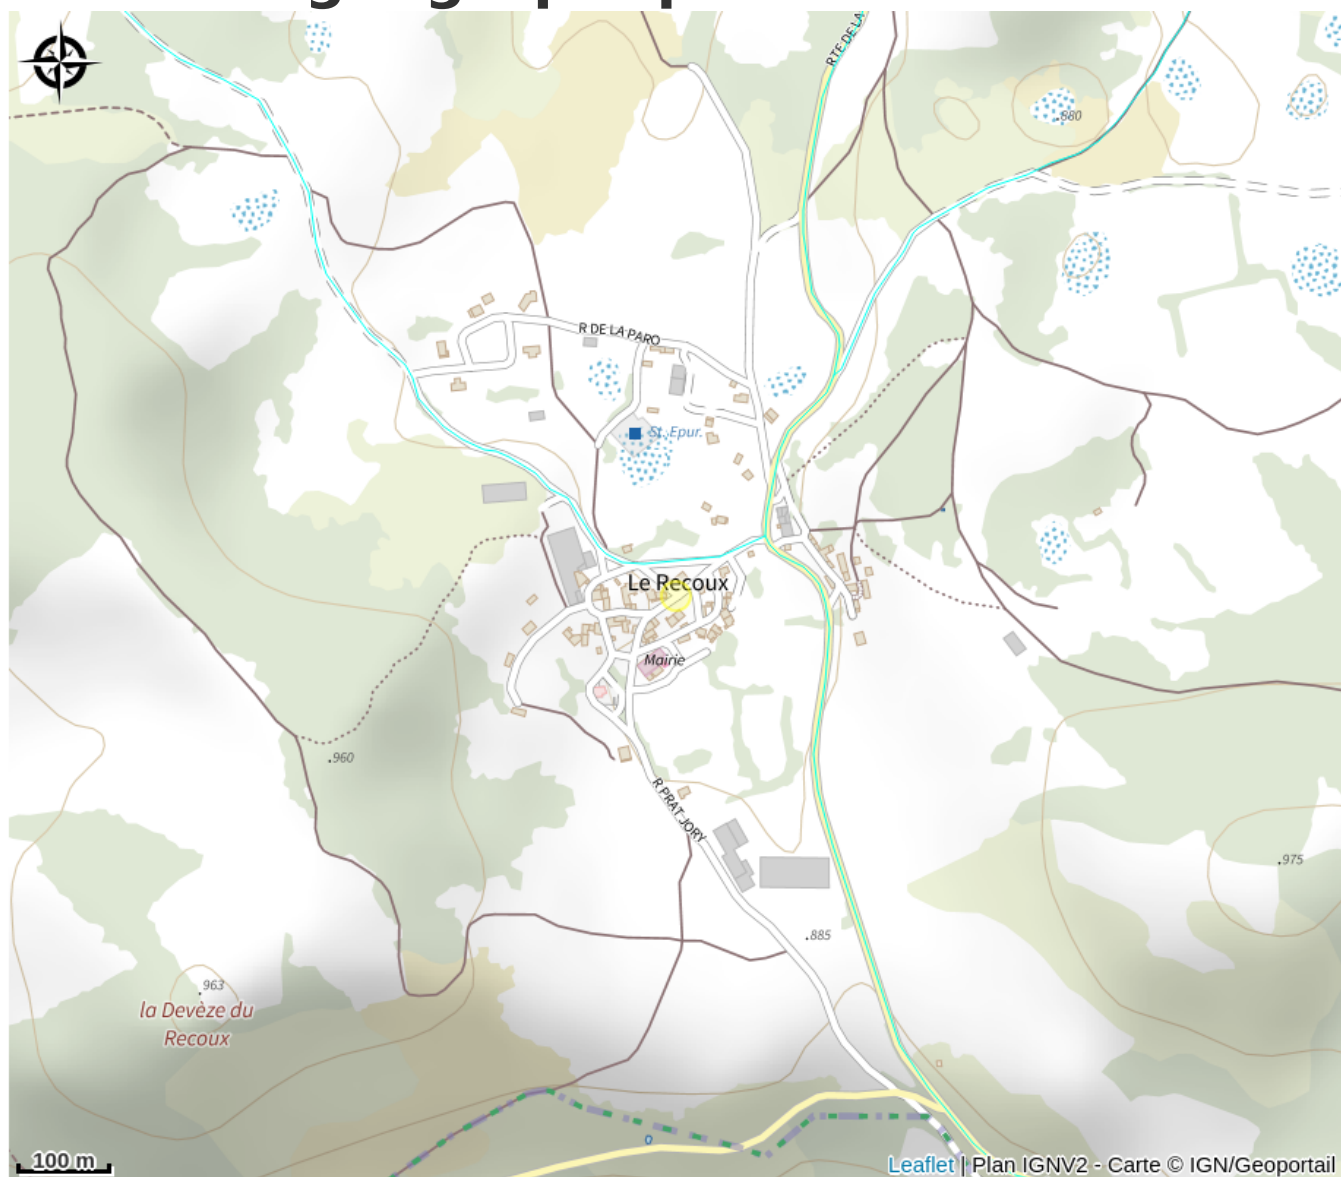 RTE DE LA
.880
R DE LA PARO
St. Epur.
Le Recoux
Mairie
.960
R PRAT JORY
.975
.885
.963
la Devèze du
Recoux
100 m
Leaflet | Plan IGNV2 - Carte © IGN/Geoportail